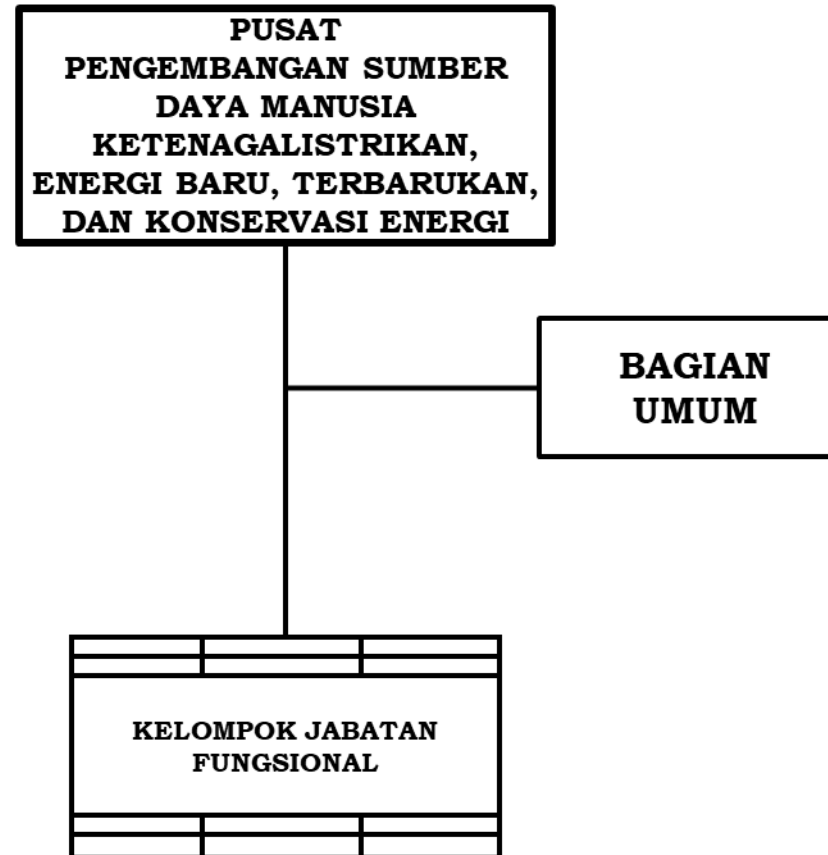 PUSAT
PENGEMBANGAN SUMBER
DAYA MANUSIA
KETENAGALISTRIKAN,
ENERGI BARU, TERBARUKAN,
DAN KONSERVASI ENERGI
BAGIAN
UMUM
KELOMPOK JABATAN
FUNGSIONAL